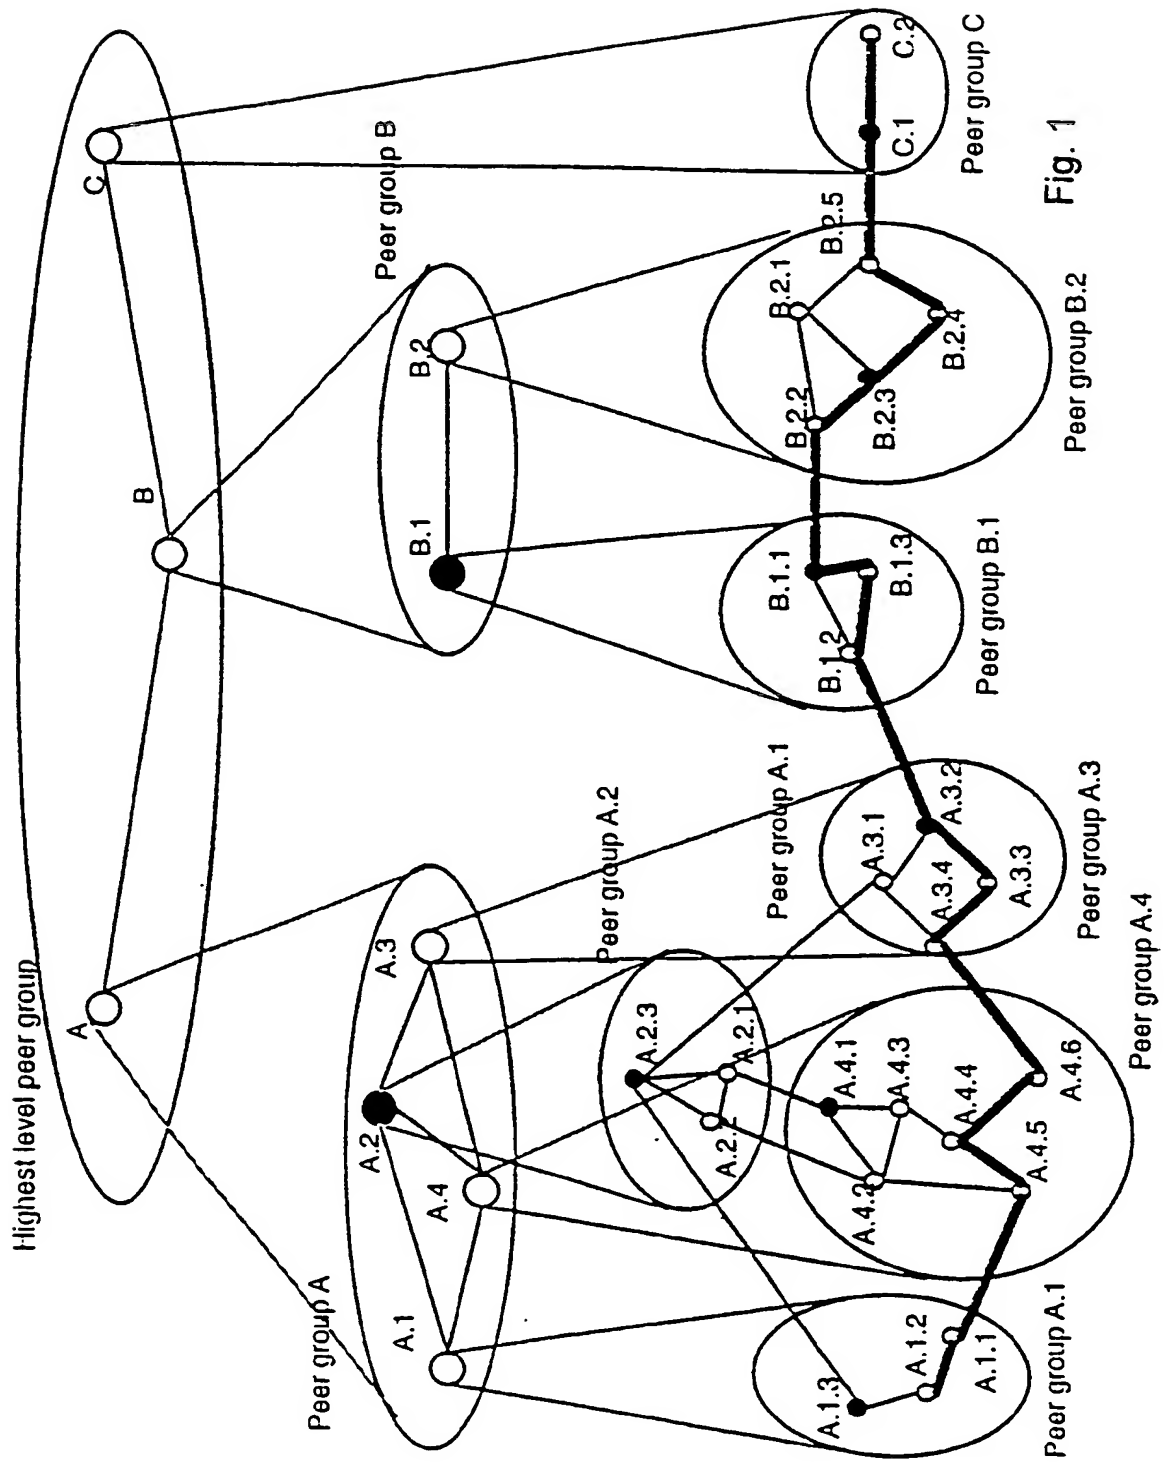 Highest level peer group
A
B
C
Peer group A
A.1
A.2
A.3
A.4
Peer group B
B.1
B.2
Peer group A.2
A.2.3
A.2.1
A.2.2
Peer group A.1
A.3.1
A.3.2
A.3.4
A.3.3
Peer group A.3
A.4.1
A.4.3
A.4.2
A.4.4
A.4.5
A.4.6
Peer group A.4
A.1.3
A.1.2
A.1.1
Peer group A.1
B.1.1
B.1.2
B.1.3
Peer group B.1
B.2.1
B.2.5
B.2.2
B.2.3
B.2.4
Peer group B.2
C.1
C.2
Peer group C
Fig. 1